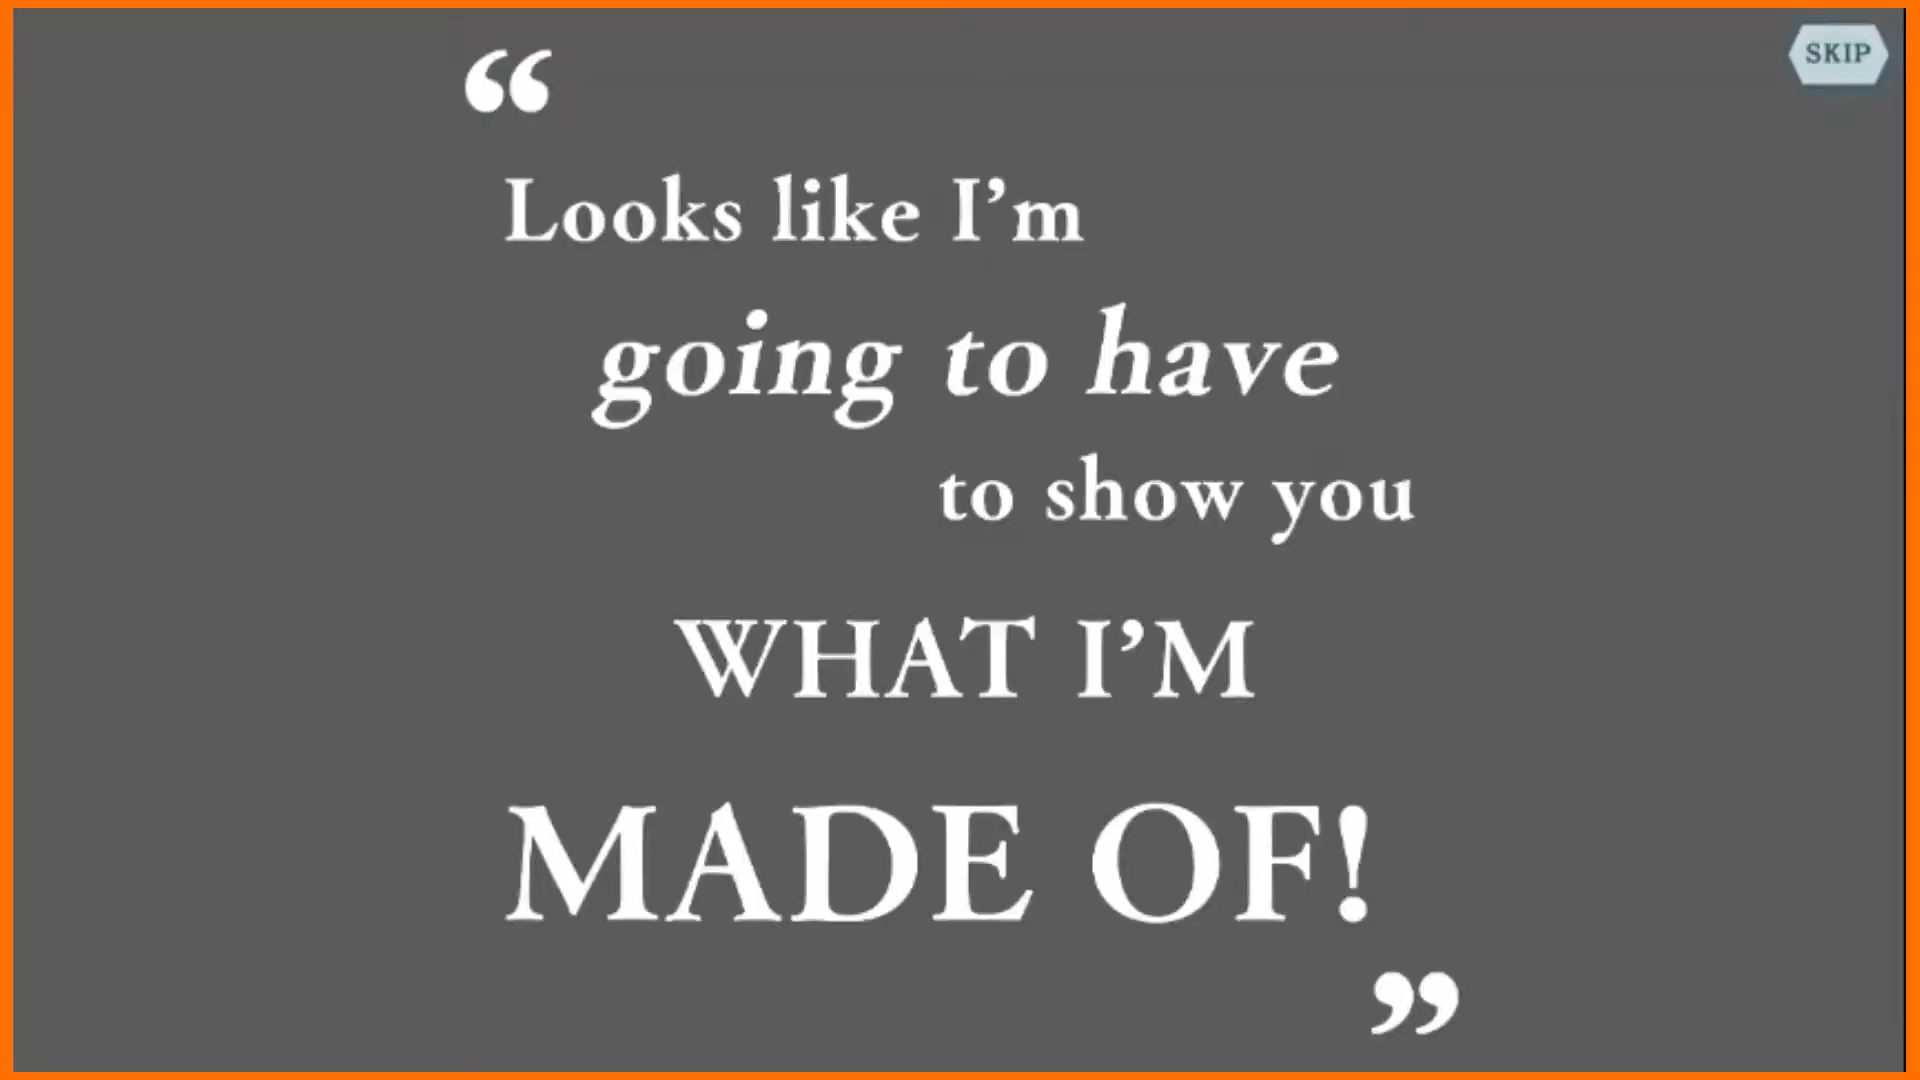 SKIP
“
Looks like I’m
going to have
to show you
WHAT I’M
MADE OF!
”